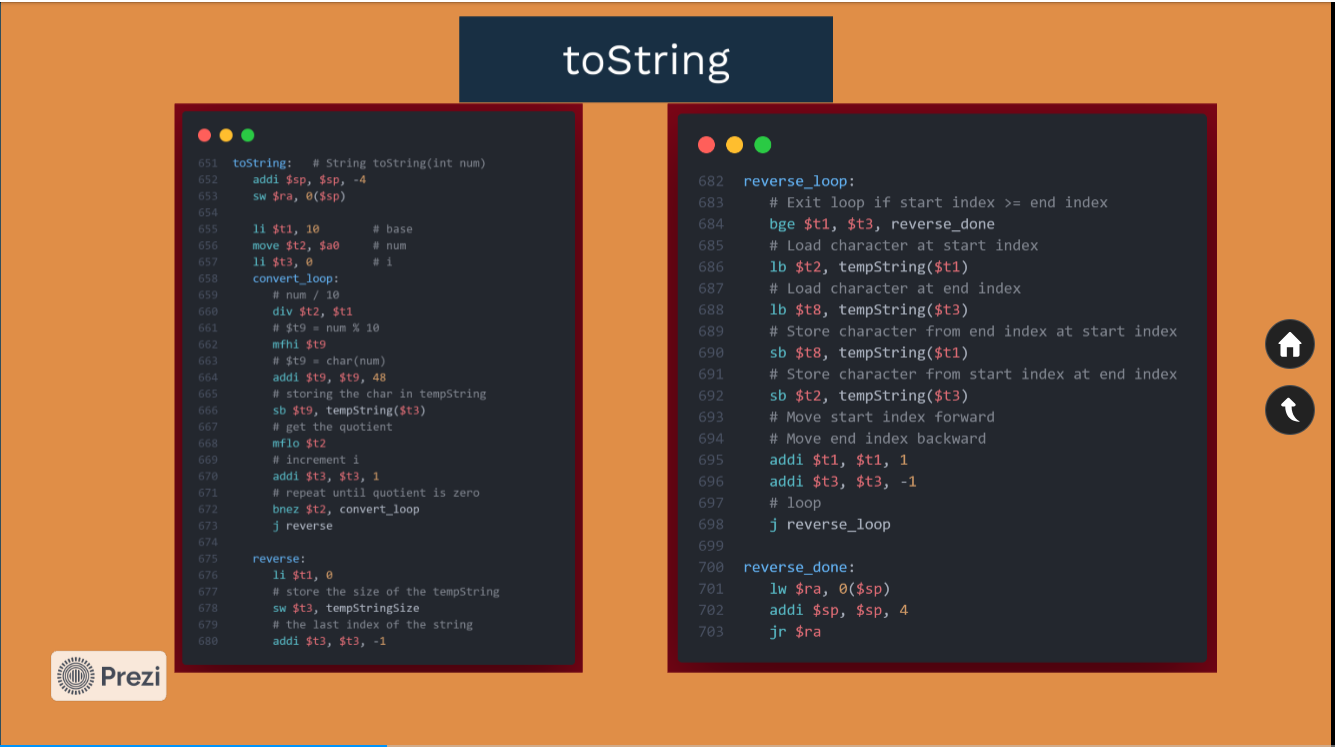 toString
651 toString:   # String toString(int num)
652    addi $sp, $sp, -4
653    sw $ra, 0($sp)
654
655    li $t1, 10        # base
656    move $t2, $a0     # num
657    li $t3, 0         # i
658    convert_loop:
659       # num / 10
660       div $t2, $t1
661       # $t9 = num % 10
662       mfhi $t9
663       # $t9 = char(num)
664       addi $t9, $t9, 48
665       # storing the char in tempString
666       sb $t9, tempString($t3)
667       # get the quotient
668       mflo $t2
669       # increment i
670       addi $t3, $t3, 1
671       # repeat until quotient is zero
672       bnez $t2, convert_loop
673       j reverse
674
675    reverse:
676       li $t1, 0
677       # store the size of the tempString
678       sw $t3, tempStringSize
679       # the last index of the string
680       addi $t3, $t3, -1
682 reverse_loop:
683    # Exit loop if start index >= end index
684    bge $t1, $t3, reverse_done
685    # Load character at start index
686    lb $t2, tempString($t1)
687    # Load character at end index
688    lb $t8, tempString($t3)
689    # Store character from end index at start index
690    sb $t8, tempString($t1)
691    # Store character from start index at end index
692    sb $t2, tempString($t3)
693    # Move start index forward
694    # Move end index backward
695    addi $t1, $t1, 1
696    addi $t3, $t3, -1
697    # loop
698    j reverse_loop
699
700 reverse_done:
701    lw $ra, 0($sp)
702    addi $sp, $sp, 4
703    jr $ra
Prezi